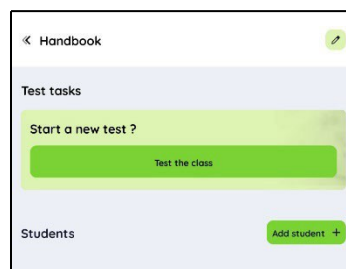 Handbook
Test tasks
Start a new test ?
Test the class
Students
Add student +